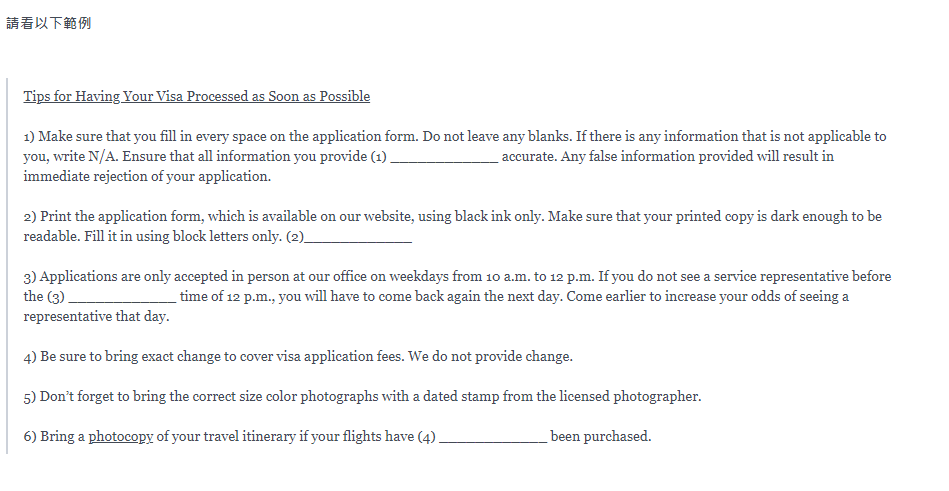 請看以下範例
Tips for Having Your Visa Processed as Soon as Possible
1) Make sure that you fill in every space on the application form. Do not leave any blanks. If there is any information that is not applicable to
you, write N/A. Ensure that all information you provide (1) ____________ accurate. Any false information provided will result in
immediate rejection of your application.
2) Print the application form, which is available on our website, using black ink only. Make sure that your printed copy is dark enough to be
readable. Fill it in using block letters only. (2)____________
3) Applications are only accepted in person at our office on weekdays from 10 a.m. to 12 p.m. If you do not see a service representative before
the (3) ____________ time of 12 p.m., you will have to come back again the next day. Come earlier to increase your odds of seeing a
representative that day.
4) Be sure to bring exact change to cover visa application fees. We do not provide change.
5) Don’t forget to bring the correct size color photographs with a dated stamp from the licensed photographer.
6) Bring a photocopy of your travel itinerary if your flights have (4) ____________ been purchased.